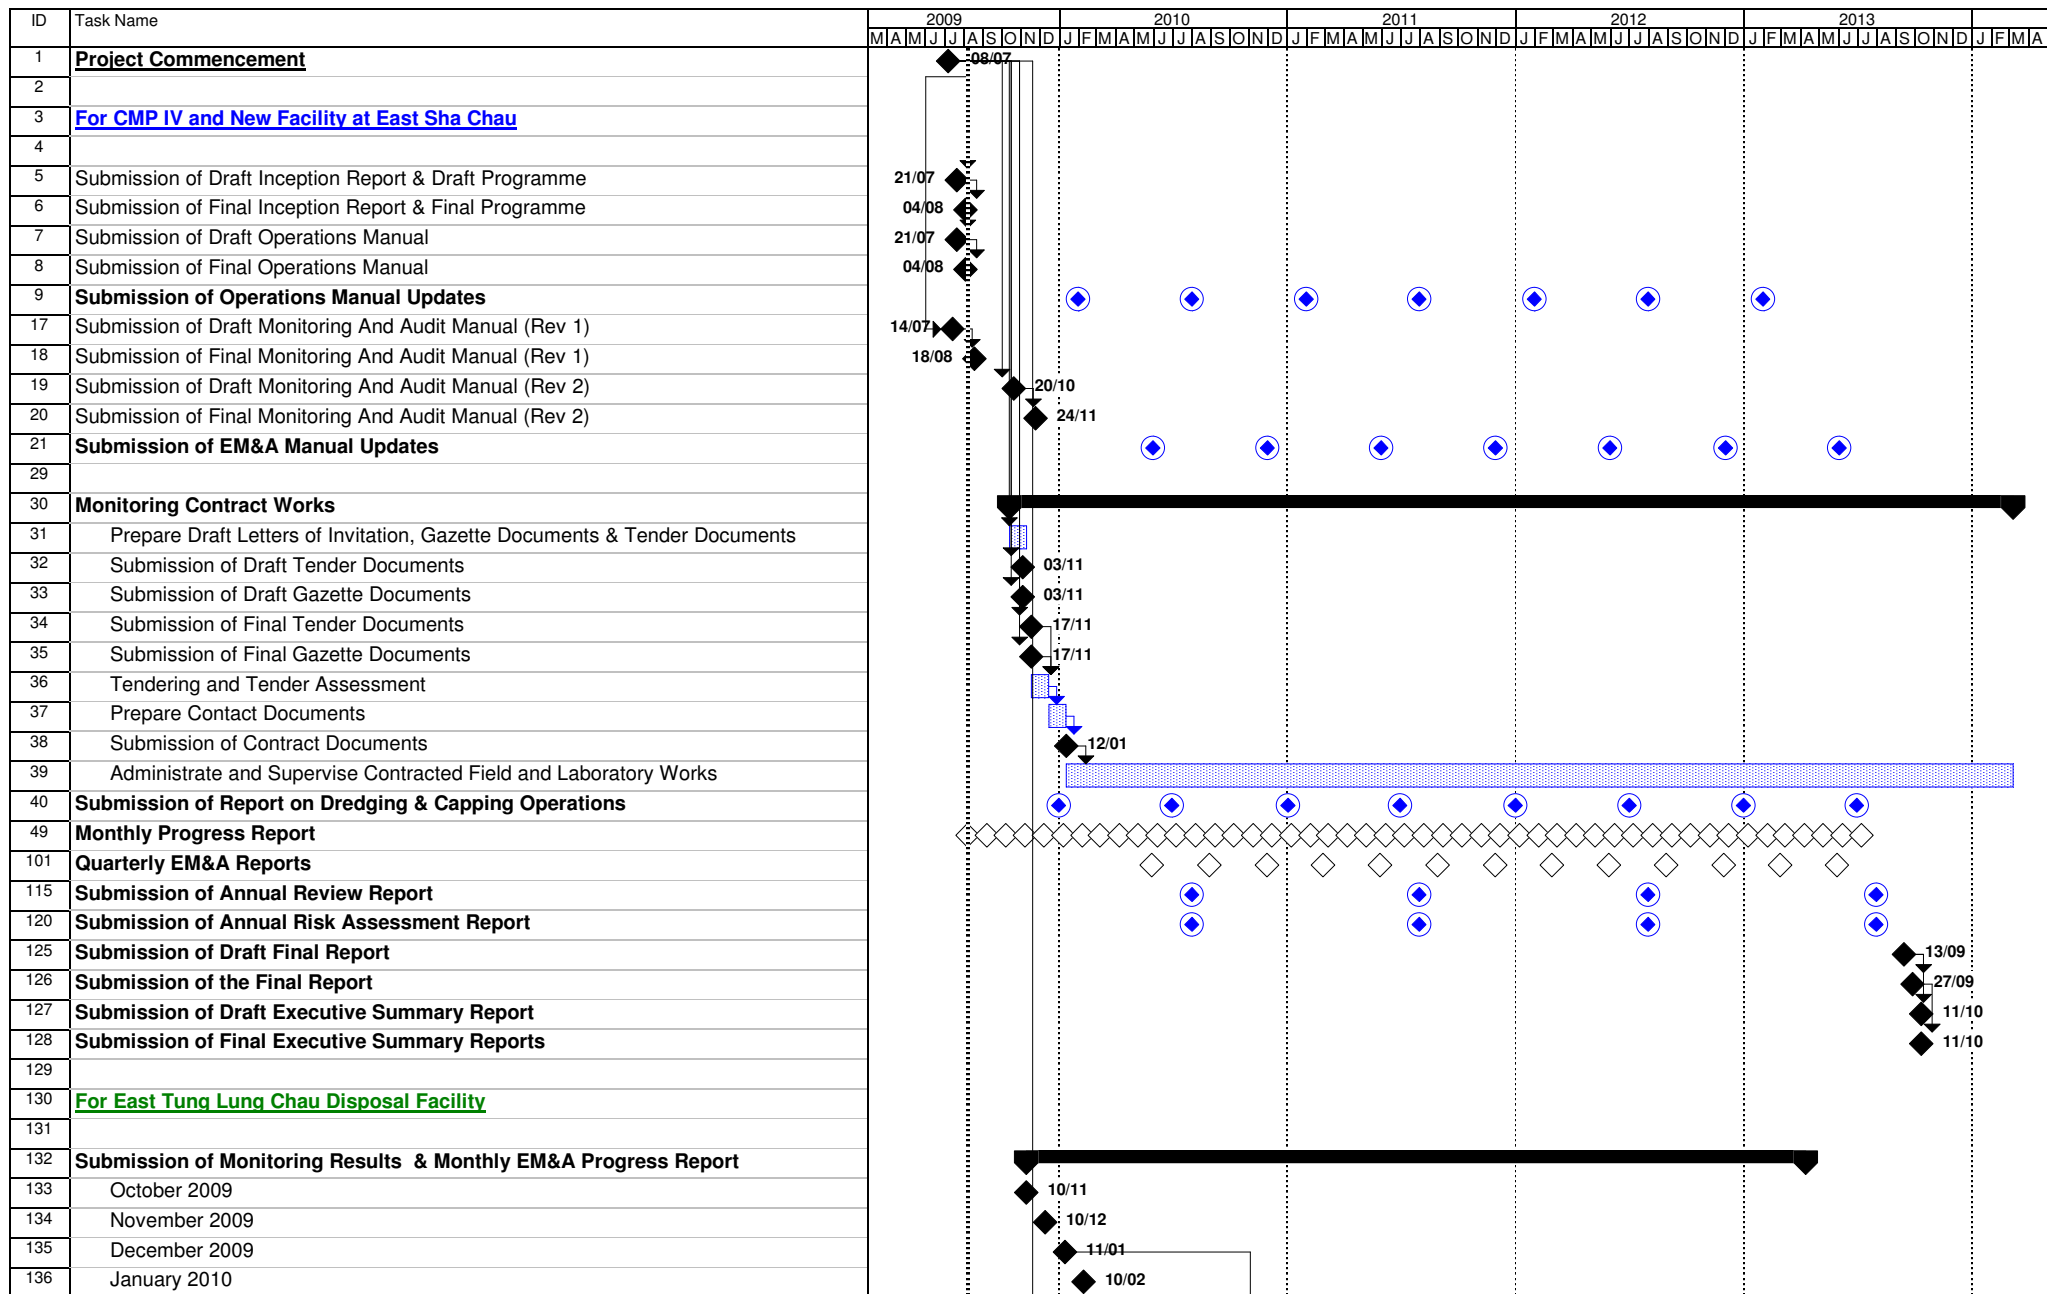 ID Task Name 2009 2010 2011 2012 2013
M A M J J A S O N D J F M A M J J A S O N D J F M A M J J A S O N D J F M A M J J A S O N D J F M A M J J A S O N D J F M A
1 Project Commencement 08/07
2
3 For CMP IV and New Facility at East Sha Chau
4
5 Submission of Draft Inception Report & Draft Programme 21/07
6 Submission of Final Inception Report & Final Programme 04/08
7 Submission of Draft Operations Manual 21/07
8 Submission of Final Operations Manual 04/08
9 Submission of Operations Manual Updates
17 Submission of Draft Monitoring And Audit Manual (Rev 1) 14/07
18 Submission of Final Monitoring And Audit Manual (Rev 1) 18/08
19 Submission of Draft Monitoring And Audit Manual (Rev 2) 20/10
20 Submission of Final Monitoring And Audit Manual (Rev 2) 24/11
21 Submission of EM&A Manual Updates
29
30 Monitoring Contract Works
31 Prepare Draft Letters of Invitation, Gazette Documents & Tender Documents
32 Submission of Draft Tender Documents 03/11
33 Submission of Draft Gazette Documents 03/11
34 Submission of Final Tender Documents 17/11
35 Submission of Final Gazette Documents 17/11
36 Tendering and Tender Assessment
37 Prepare Contact Documents
38 Submission of Contract Documents 12/01
39 Administrate and Supervise Contracted Field and Laboratory Works
40 Submission of Report on Dredging & Capping Operations
49 Monthly Progress Report
101 Quarterly EM&A Reports
115 Submission of Annual Review Report
120 Submission of Annual Risk Assessment Report
125 Submission of Draft Final Report 13/09
126 Submission of the Final Report 27/09
127 Submission of Draft Executive Summary Report 11/10
128 Submission of Final Executive Summary Reports 11/10
129
130 For East Tung Lung Chau Disposal Facility
131
132 Submission of Monitoring Results & Monthly EM&A Progress Report
133 October 2009 10/11
134 November 2009 10/12
135 December 2009 11/01
136 January 2010 10/02